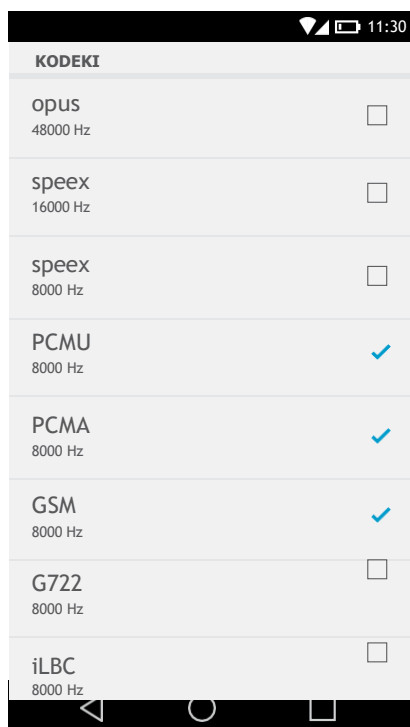 11:30
KODEKI
opus
48000 Hz
speex
16000 Hz
speex
8000 Hz
PCMU
8000 Hz
PCMA
8000 Hz
GSM
8000 Hz
G722
8000 Hz
iLBC
8000 Hz